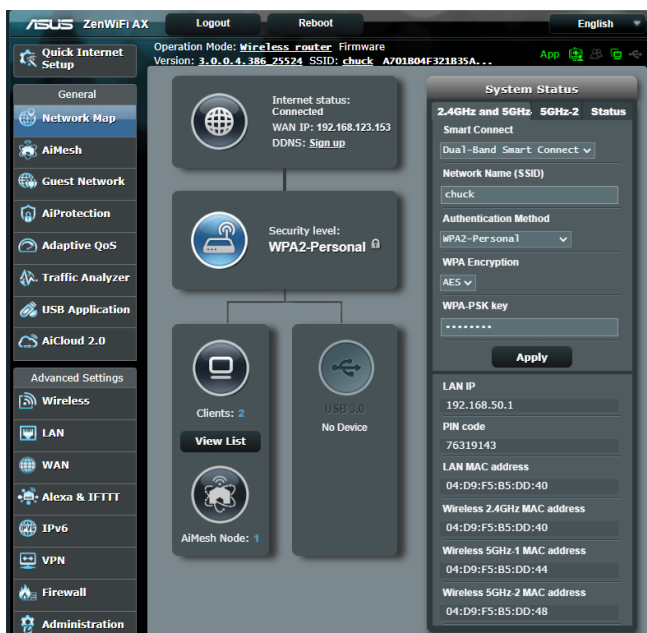 ASUS ZenWiFi AX
Logout
Reboot
English
Quick Internet
Setup
Operation Mode: Wireless router Firmware
Version: 3.0.0.4.386_25524 SSID: chuck A701B04F321B35A...
App
General
Network Map
AiMesh
Guest Network
AiProtection
Adaptive QoS
Traffic Analyzer
USB Application
AiCloud 2.0
Advanced Settings
Wireless
LAN
WAN
Alexa & IFTTT
IPv6
VPN
Firewall
Administration
Internet status:
Connected
WAN IP: 192.168.123.153
DDNS: Sign up
Security level:
WPA2-Personal
Clients: 2
View List
AiMesh Node: 1
USB 3.0
No Device
System Status
2.4GHz and 5GHz- 5GHz-2 Status
Smart Connect
Dual-Band Smart Connect
Network Name (SSID)
chuck
Authentication Method
WPA2-Personal
WPA Encryption
AES
WPA-PSK key
········
Apply
LAN IP
192.168.50.1
PIN code
76319143
LAN MAC address
04:D9:F5:B5:DD:40
Wireless 2.4GHz MAC address
04:D9:F5:B5:DD:40
Wireless 5GHz-1 MAC address
04:D9:F5:B5:DD:44
Wireless 5GHz-2 MAC address
04:D9:F5:B5:DD:48